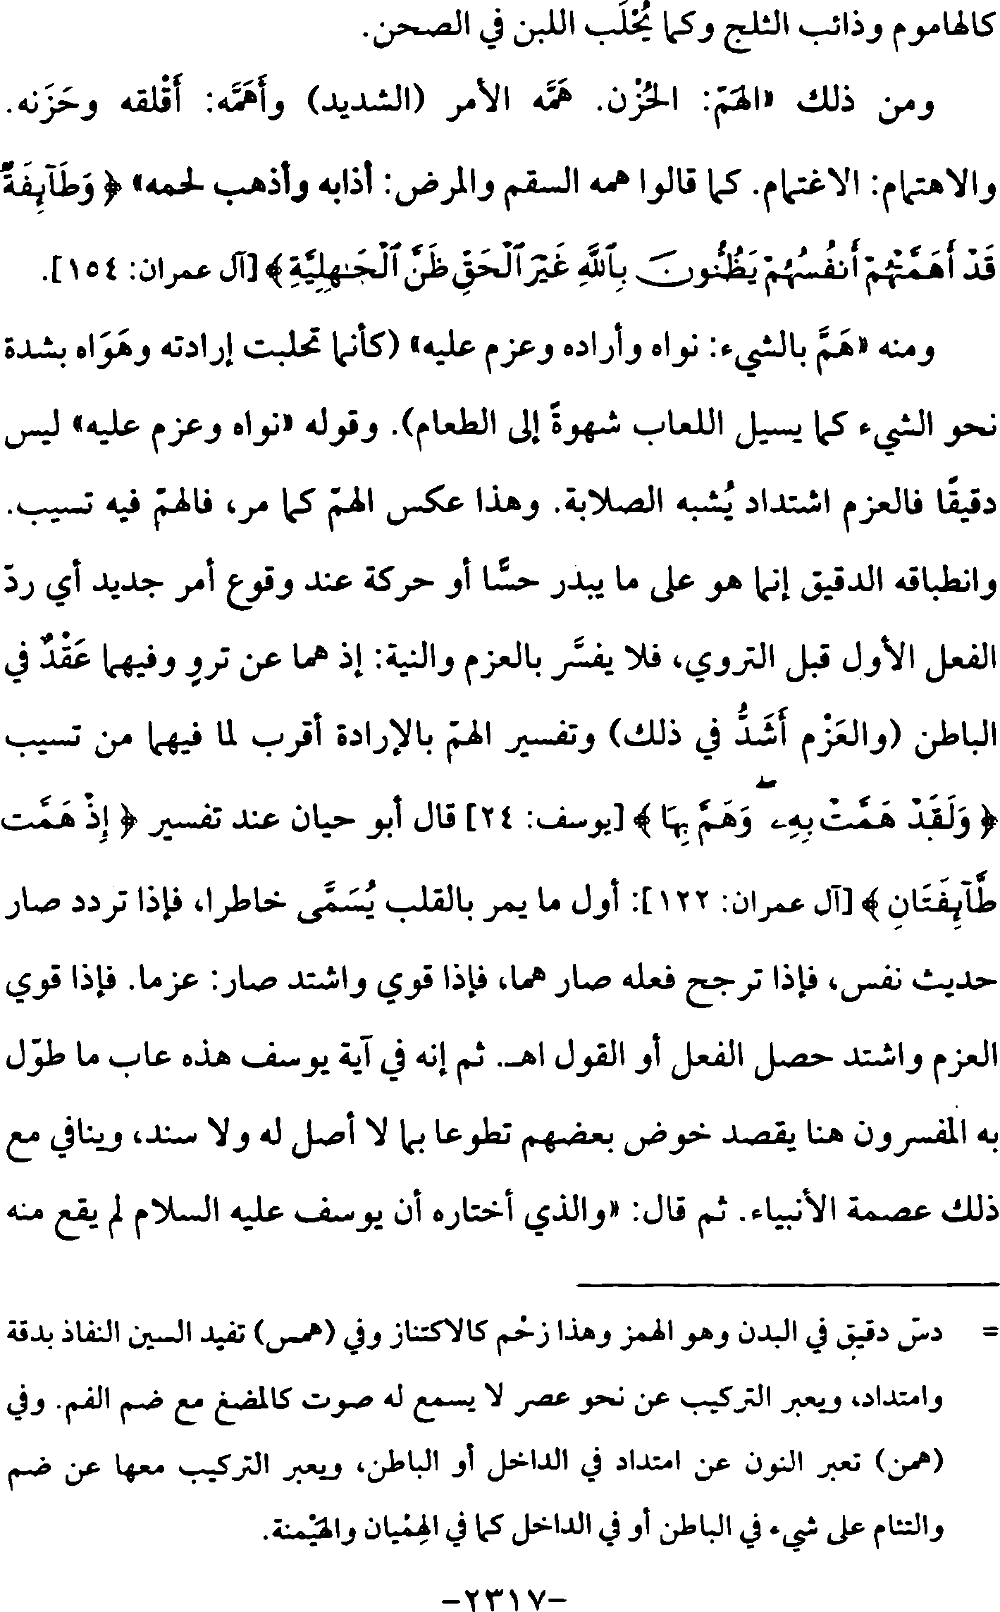 كالهاموم وذائب الثلج وكما يُحْلَب اللبن في الصحن.
ومن ذلك «الهَمّ: الحُزْن. هَمَّه الأمر (الشديد) وأَهَمَّه: أَقْلقه وحَزَنه.
والاهتمام: الاغتمام. كما قالوا همه السقم والمرض: أذابه وأذهب لحمه» ﴿ وَطَآئِفَةٌ
قَدْ أَهَمَّتْهُمْ أَنفُسُهُمْ يَظُنُّونَ بِٱللَّهِ غَيْرَ ٱلْحَقِّ ظَنَّ ٱلْجَـٰهِلِيَّةِ ﴾ [آل عمران: ١٥٤].
ومنه «هَمَّ بالشيء: نواه وأراده وعزم عليه» (كأنما تحلبت إرادته وهَوَاه بشدة
نحو الشيء كما يسيل اللعاب شهوةً إلى الطعام). وقوله «نواه وعزم عليه» ليس
دقيقًا فالعزم اشتداد يُشبه الصلابة. وهذا عكس الهمّ كما مر، فالهمّ فيه تسيب.
وانطباقه الدقيق إنما هو على ما يبدر حسًّا أو حركة عند وقوع أمر جديد أي ردّ
الفعل الأول قبل التروي، فلا يفسَّر بالعزم والنية: إذ هما عن تروٍ وفيهما عَقْدٌ في
الباطن (والعَزْم أَشَدُّ في ذلك) وتفسير الهمّ بالإرادة أقرب لما فيهما من تسيب
﴿ وَلَقَدْ هَمَّتْ بِهِۦ ۖ وَهَمَّ بِهَا ﴾ [يوسف: ٢٤] قال أبو حيان عند تفسير ﴿ إِذْ هَمَّت
طَّآئِفَتَانِ ﴾ [آل عمران: ١٢٢]: أول ما يمر بالقلب يُسَمَّى خاطرا، فإذا تردد صار
حديث نفس، فإذا ترجح فعله صار هما، فإذا قوي واشتد صار: عزما. فإذا قوي
العزم واشتد حصل الفعل أو القول اهـ. ثم إنه في آية يوسف هذه عاب ما طوّل
به المفسرون هنا يقصد خوض بعضهم تطوعا بما لا أصل له ولا سند، وينافي مع
ذلك عصمة الأنبياء. ثم قال: «والذي أختاره أن يوسف عليه السلام لم يقع منه
= دسّ دقيق في البدن وهو الهمز وهذا زحْم كالاكتناز وفي (همس) تفيد السين النفاذ بدقة
وامتداد، ويعبر التركيب عن نحو عصر لا يسمع له صوت كالمضغ مع ضم الفم. وفي
(همن) تعبر النون عن امتداد في الداخل أو الباطن، ويعبر التركيب معها عن ضم
والتئام على شيء في الباطن أو في الداخل كما في الهِمْيان والهَيْمنة.
-٢٣١٧-